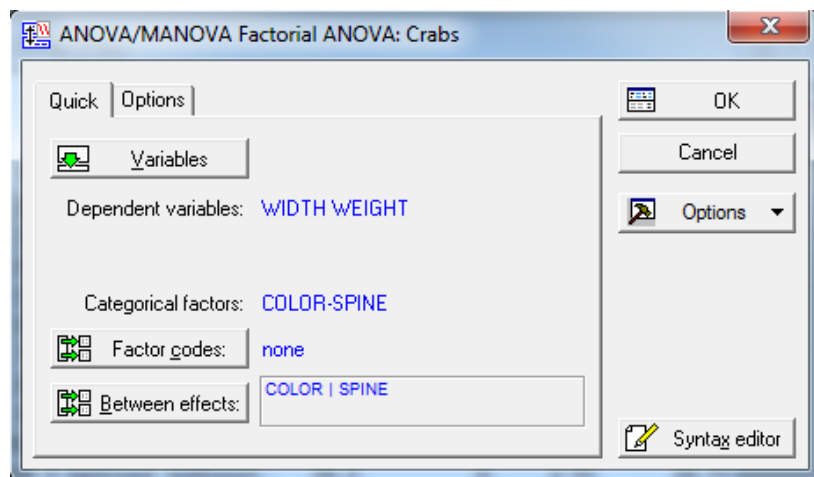 ANOVA/MANOVA Factorial ANOVA: Crabs
Quick Options
OK
Variables
Cancel
Dependent variables: WIDTH WEIGHT
Options
Categorical factors: COLOR-SPINE
Factor codes: none
Between effects: COLOR | SPINE
Syntax editor